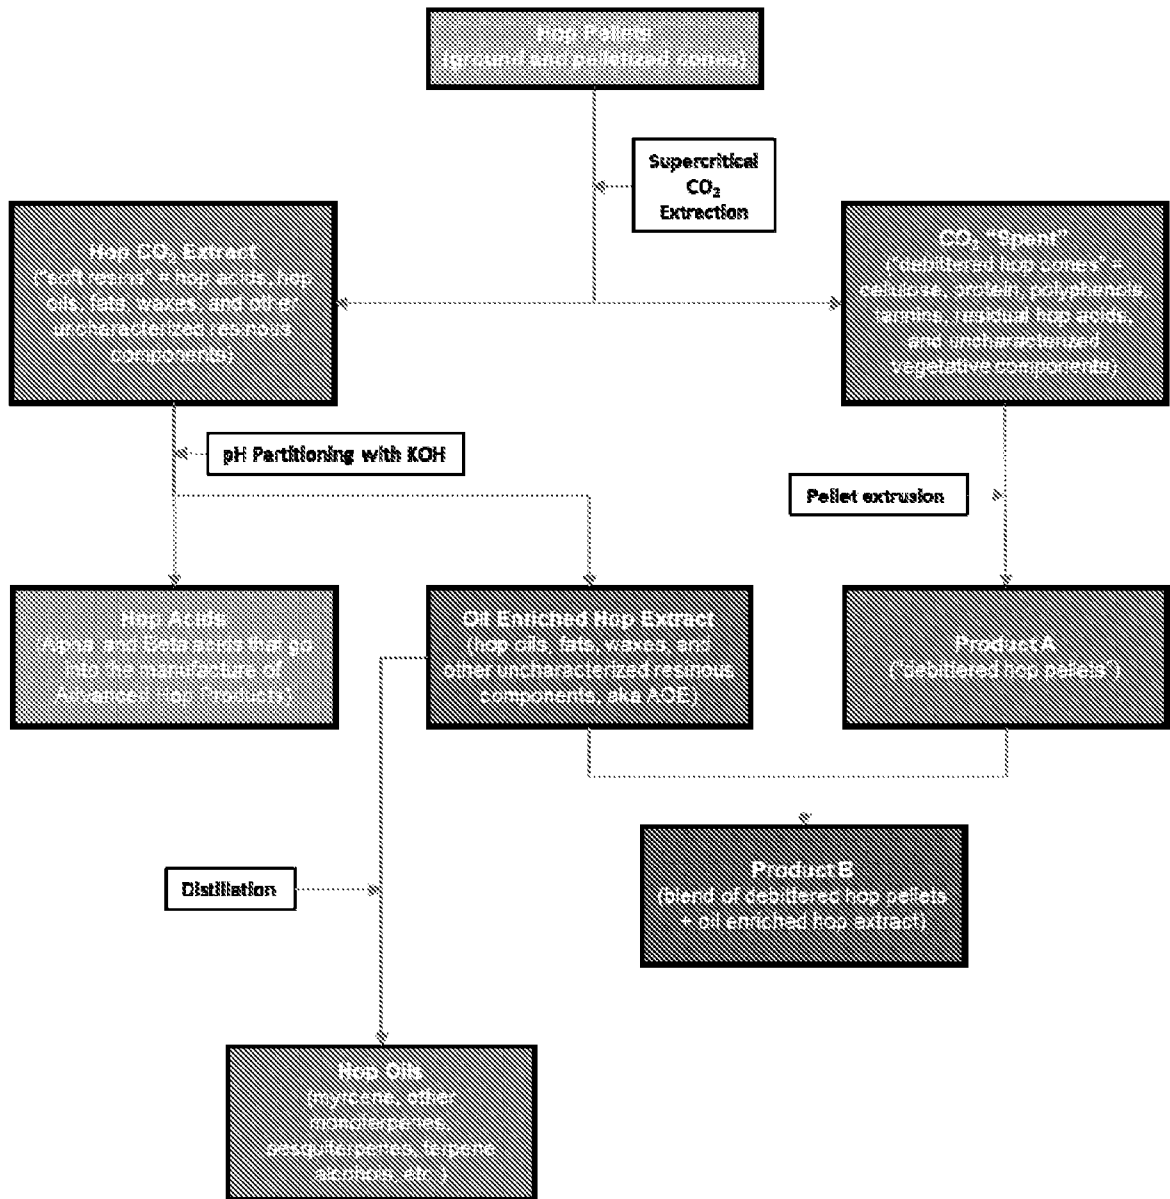 Hop Pellets
(ground and pelletized cones)
Supercritical
CO₂
Extraction
Hop CO₂ Extract
("soft resins" = hop acids, hop
oils, fats, waxes, and other
uncharacterized resinous
components)
CO₂ "Spent"
("debittered hop cones" =
cellulose, protein, polyphenols,
tannins, residual hop acids,
and uncharacterized
vegetative components)
pH Partitioning with KOH
Pellet extrusion
Hop Acids
(Alpha and Beta acids that go
into the manufacture of
Advanced Hop Products)
Oil Enriched Hop Extract
(hop oils, fats, waxes, and
other uncharacterized resinous
components, aka AOE)
Product A
("debittered hop pellets")
Product B
(blend of debittered hop pellets
+ oil enriched hop extract)
Distillation
Hop Oils
(myrcene, other
monoterpenes,
sesquiterpenes, terpene
alcohols, etc.)